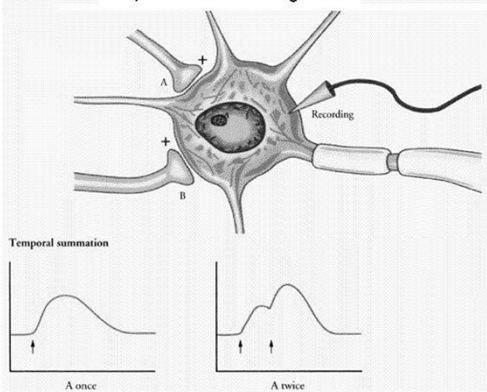 +
A
Recording
+
B
Temporal summation
A once
A twice